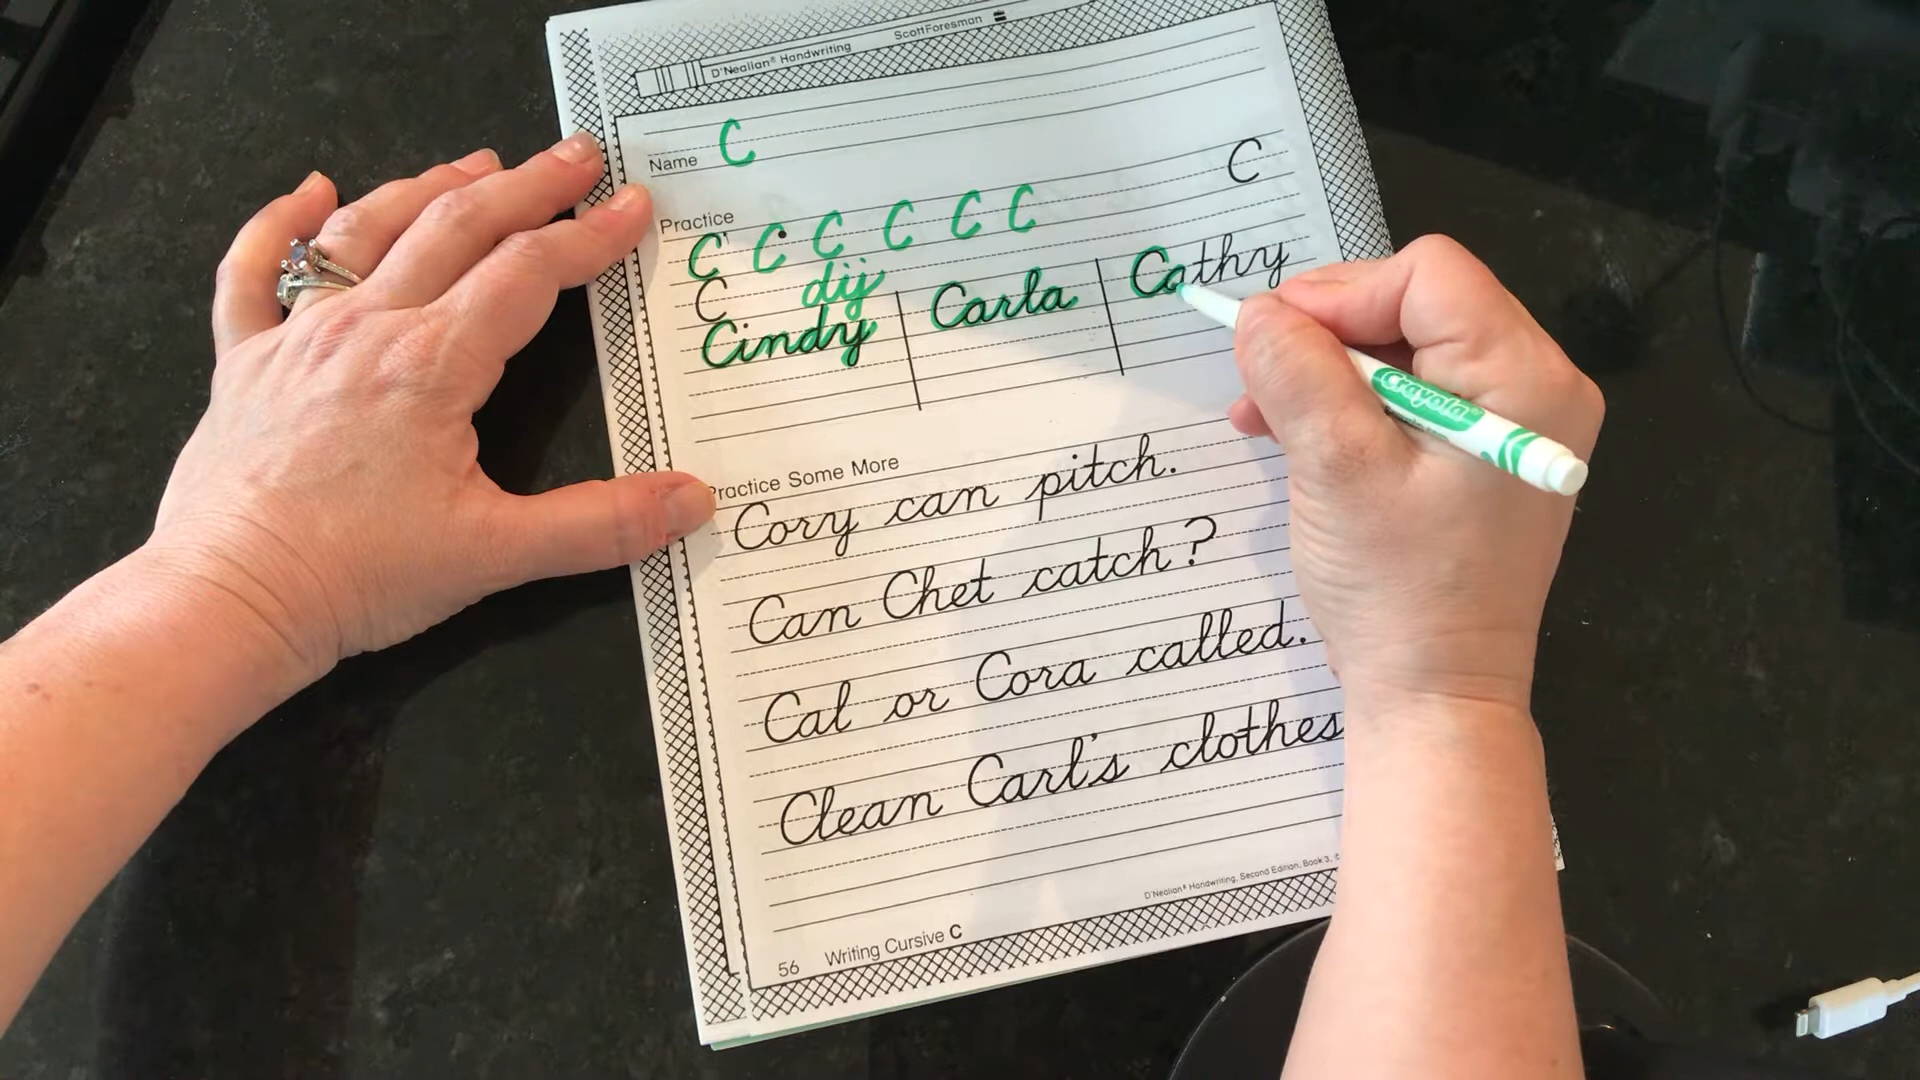 D'Nealian® Handwriting ScottForesman
Name C
C
Practice
C C C C C C
C dij
Cindy Carla Cathy
Practice Some More
Cory can pitch.
Can Chet catch?
Cal or Cora called.
Clean Carl's clothes
D'Nealian® Handwriting, Second Edition, Book 3, ©
56 Writing Cursive C
Crayola